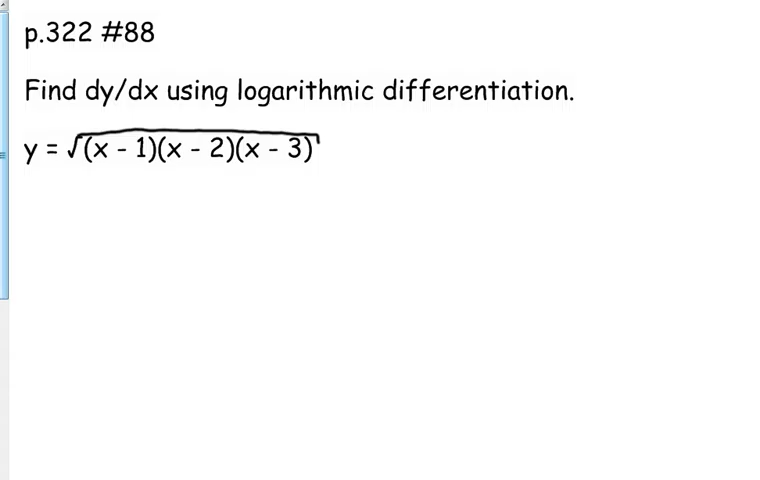 p.322 #88
Find dy/dx using logarithmic differentiation.
y = √(x - 1)(x - 2)(x - 3)